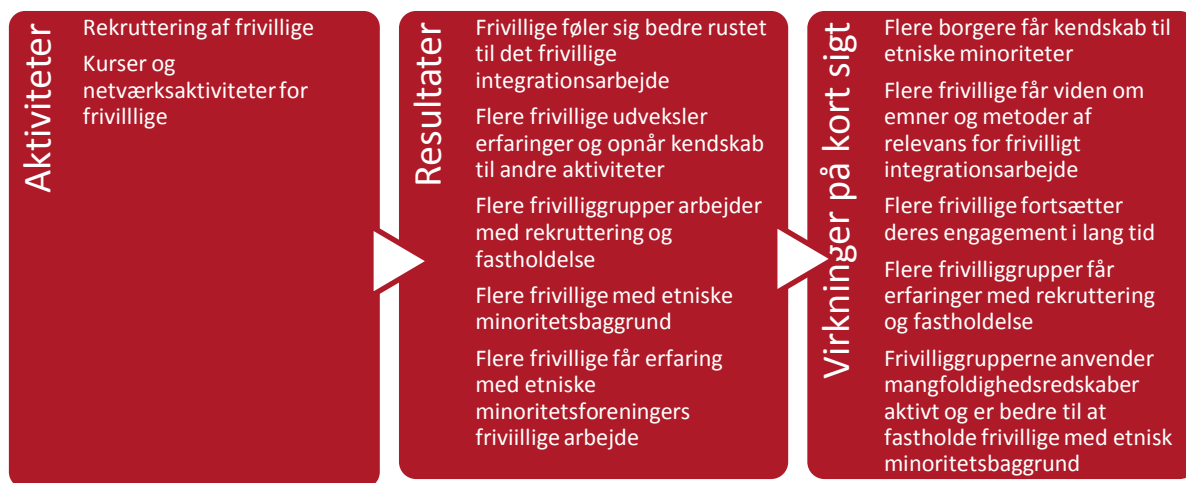 Aktiviteter
Rekruttering af frivillige
Kurser og
netværksaktiviteter for
frivilllige
Resultater
Frivillige føler sig bedre rustet
til det frivillige
integrationsarbejde
Flere frivillige udveksler
erfaringer og opnår kendskab
til andre aktiviteter
Flere frivilliggrupper arbejder
med rekruttering og
fastholdelse
Flere frivillige med etniske
minoritetsbaggrund
Flere frivillige får erfaring
med etniske
minoritetsforeningers
friviillige arbejde
Virkninger på kort sigt
Flere borgere får kendskab til
etniske minoriteter
Flere frivillige får viden om
emner og metoder af
relevans for frivilligt
integrationsarbejde
Flere frivillige fortsætter
deres engagement i lang tid
Flere frivilliggrupper får
erfaringer med rekruttering
og fastholdelse
Frivilliggrupperne anvender
mangfoldighedsredskaber
aktivt og er bedre til at
fastholde frivillige med etnisk
minoritetsbaggrund